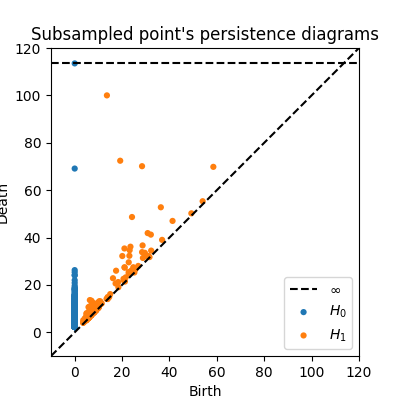 Subsampled point's persistence diagrams
120
100
80
60
40
20
0
Death
0 20 40 60 80 100 120
Birth
∞
H₀
H₁